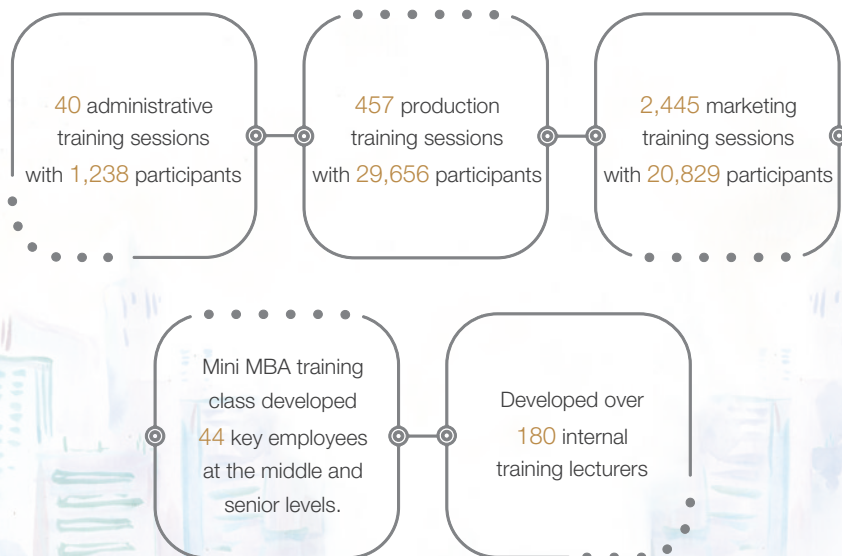 40 administrative
training sessions
with 1,238 participants
457 production
training sessions
with 29,656 participants
2,445 marketing
training sessions
with 20,829 participants
Mini MBA training
class developed
44 key employees
at the middle and
senior levels.
Developed over
180 internal
training lecturers